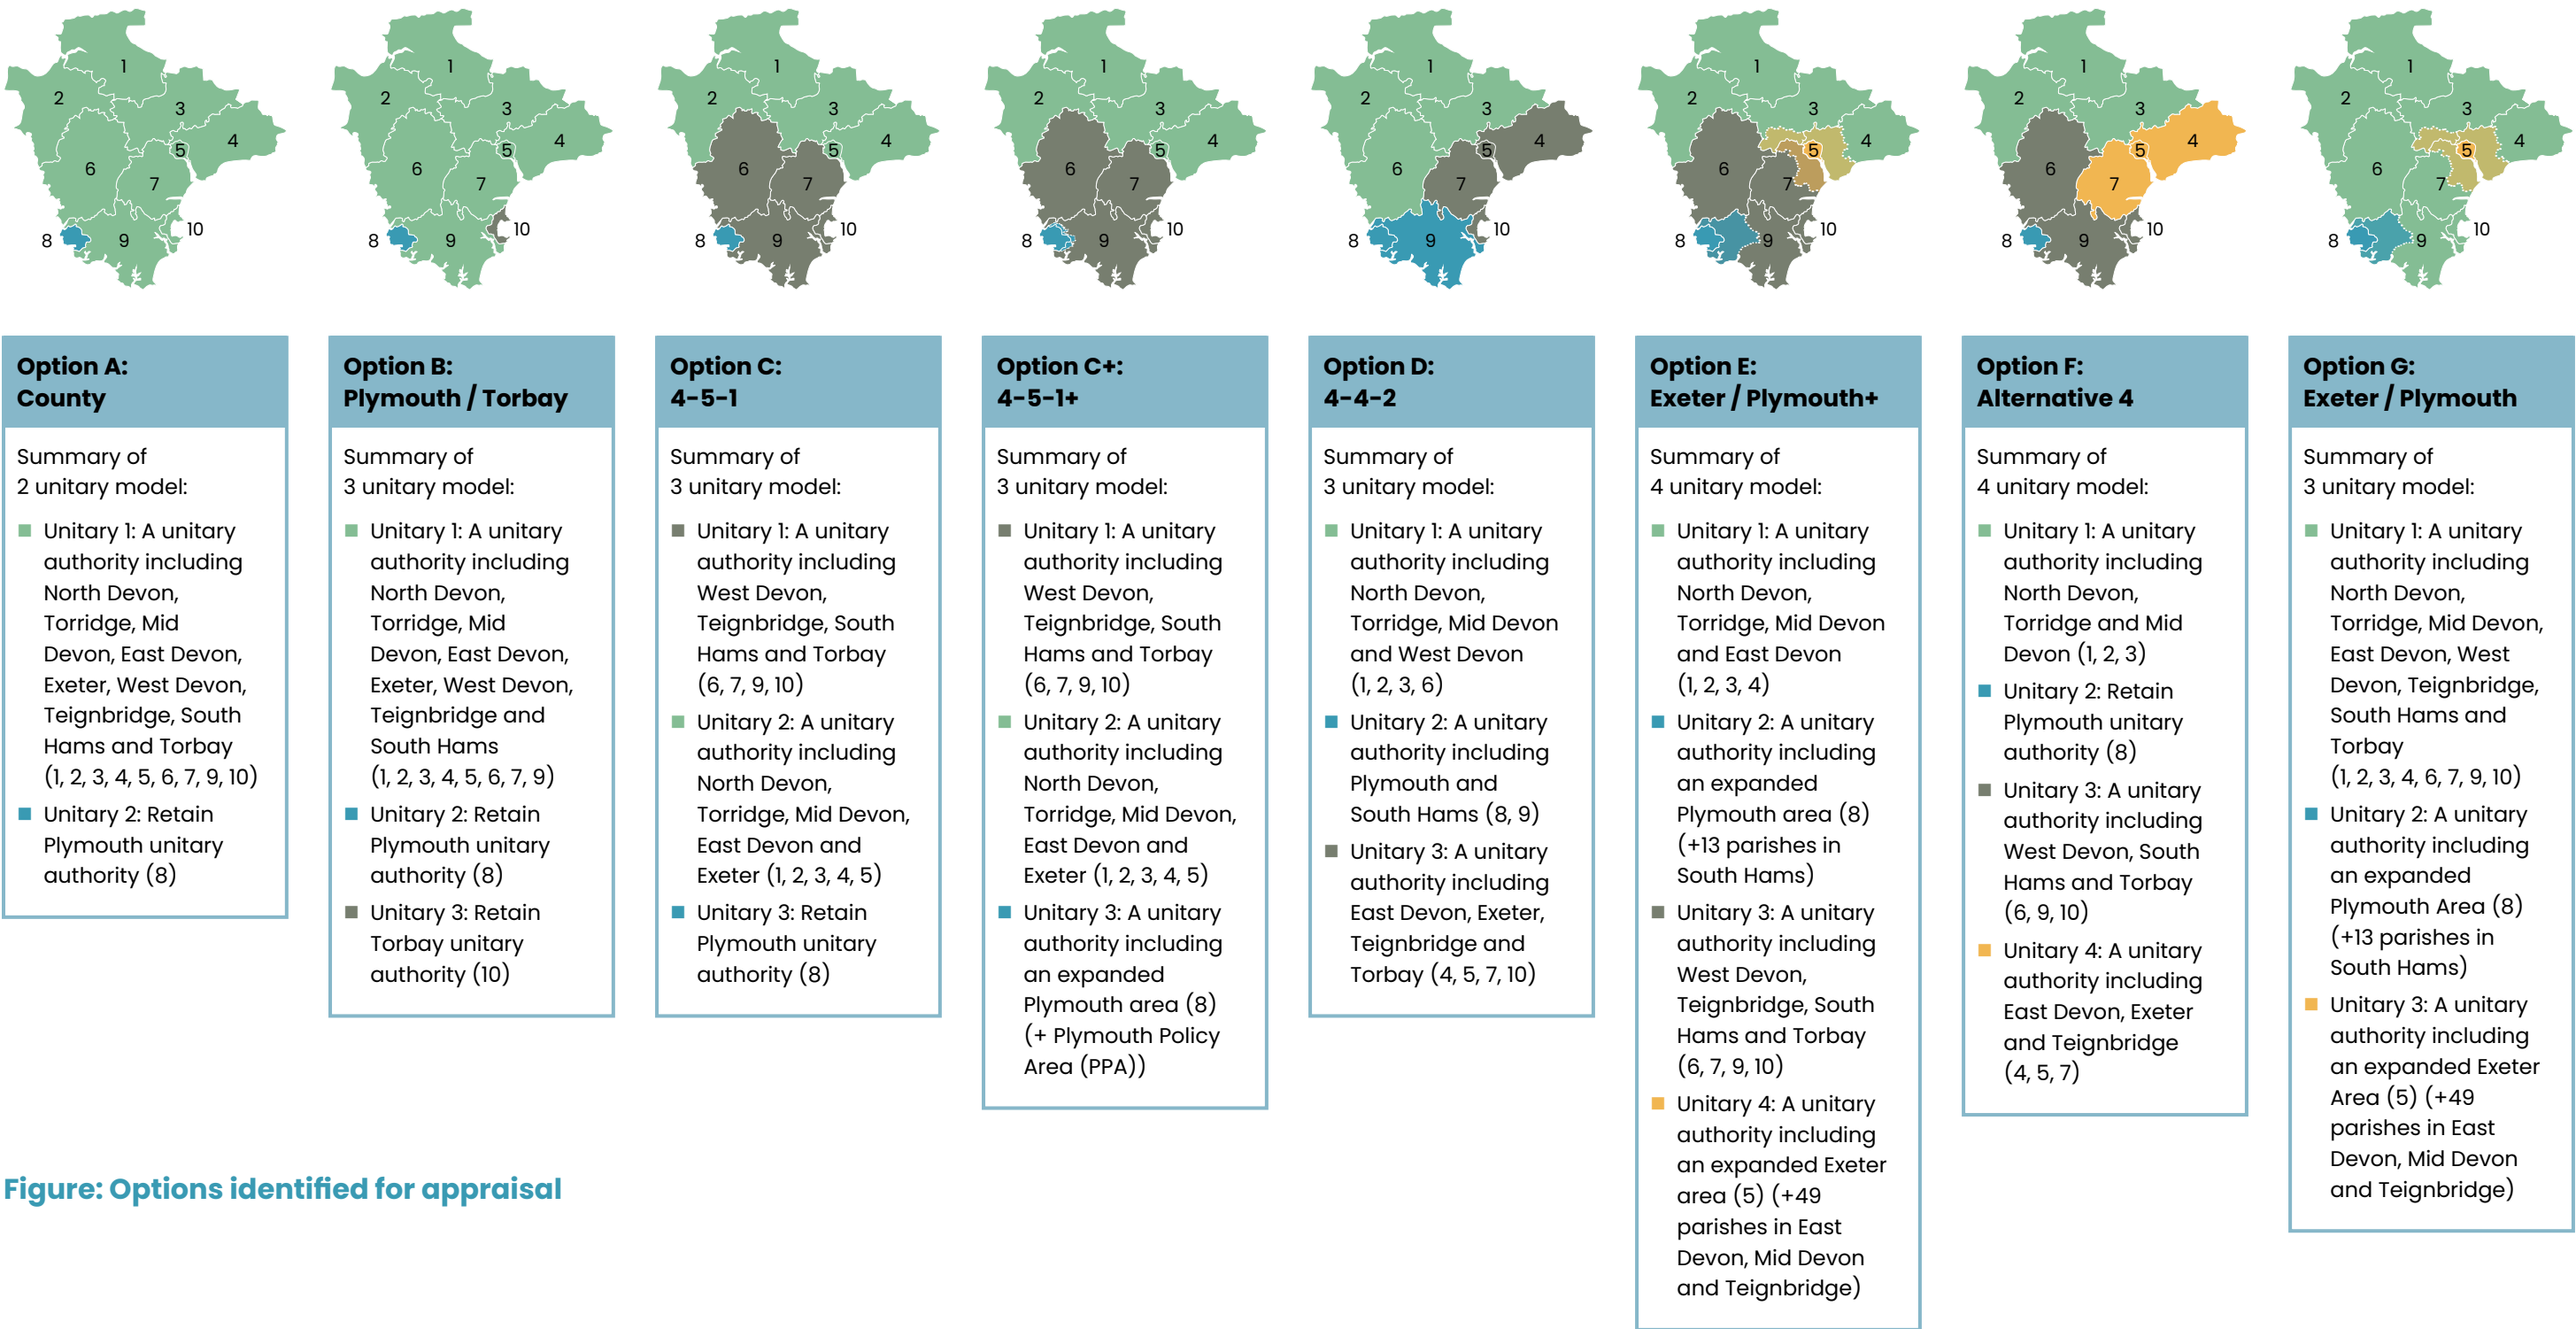 1
2
3
4
5
6
7
8
9
10
1
2
3
4
5
6
7
8
9
10
1
2
3
4
5
6
7
8
9
10
1
2
3
4
5
6
7
8
9
10
1
2
3
4
5
6
7
8
9
10
1
2
3
4
5
6
7
8
9
10
1
2
3
4
5
6
7
8
9
10
1
2
3
4
5
6
7
8
9
10
Option A:
County
Summary of
2 unitary model:
Unitary 1: A unitary
authority including
North Devon,
Torridge, Mid
Devon, East Devon,
Exeter, West Devon,
Teignbridge, South
Hams and Torbay
(1, 2, 3, 4, 5, 6, 7, 9, 10)
Unitary 2: Retain
Plymouth unitary
authority (8)
Option B:
Plymouth / Torbay
Summary of
3 unitary model:
Unitary 1: A unitary
authority including
North Devon,
Torridge, Mid
Devon, East Devon,
Exeter, West Devon,
Teignbridge and
South Hams
(1, 2, 3, 4, 5, 6, 7, 9)
Unitary 2: Retain
Plymouth unitary
authority (8)
Unitary 3: Retain
Torbay unitary
authority (10)
Option C:
4-5-1
Summary of
3 unitary model:
Unitary 1: A unitary
authority including
West Devon,
Teignbridge, South
Hams and Torbay
(6, 7, 9, 10)
Unitary 2: A unitary
authority including
North Devon,
Torridge, Mid Devon,
East Devon and
Exeter (1, 2, 3, 4, 5)
Unitary 3: Retain
Plymouth unitary
authority (8)
Option C+:
4-5-1+
Summary of
3 unitary model:
Unitary 1: A unitary
authority including
West Devon,
Teignbridge, South
Hams and Torbay
(6, 7, 9, 10)
Unitary 2: A unitary
authority including
North Devon,
Torridge, Mid Devon,
East Devon and
Exeter (1, 2, 3, 4, 5)
Unitary 3: A unitary
authority including
an expanded
Plymouth area (8)
(+ Plymouth Policy
Area (PPA))
Option D:
4-4-2
Summary of
3 unitary model:
Unitary 1: A unitary
authority including
North Devon,
Torridge, Mid Devon
and West Devon
(1, 2, 3, 6)
Unitary 2: A unitary
authority including
Plymouth and
South Hams (8, 9)
Unitary 3: A unitary
authority including
East Devon, Exeter,
Teignbridge and
Torbay (4, 5, 7, 10)
Option E:
Exeter / Plymouth+
Summary of
4 unitary model:
Unitary 1: A unitary
authority including
North Devon,
Torridge, Mid Devon
and East Devon
(1, 2, 3, 4)
Unitary 2: A unitary
authority including
an expanded
Plymouth area (8)
(+13 parishes in
South Hams)
Unitary 3: A unitary
authority including
West Devon,
Teignbridge, South
Hams and Torbay
(6, 7, 9, 10)
Unitary 4: A unitary
authority including
an expanded Exeter
area (5) (+49
parishes in East
Devon, Mid Devon
and Teignbridge)
Option F:
Alternative 4
Summary of
4 unitary model:
Unitary 1: A unitary
authority including
North Devon,
Torridge and Mid
Devon (1, 2, 3)
Unitary 2: Retain
Plymouth unitary
authority (8)
Unitary 3: A unitary
authority including
West Devon, South
Hams and Torbay
(6, 9, 10)
Unitary 4: A unitary
authority including
East Devon, Exeter
and Teignbridge
(4, 5, 7)
Option G:
Exeter / Plymouth
Summary of
3 unitary model:
Unitary 1: A unitary
authority including
North Devon,
Torridge, Mid Devon,
East Devon, West
Devon, Teignbridge,
South Hams and
Torbay
(1, 2, 3, 4, 6, 7, 9, 10)
Unitary 2: A unitary
authority including
an expanded
Plymouth Area (8)
(+13 parishes in
South Hams)
Unitary 3: A unitary
authority including
an expanded Exeter
Area (5) (+49
parishes in East
Devon, Mid Devon
and Teignbridge)
Figure: Options identified for appraisal